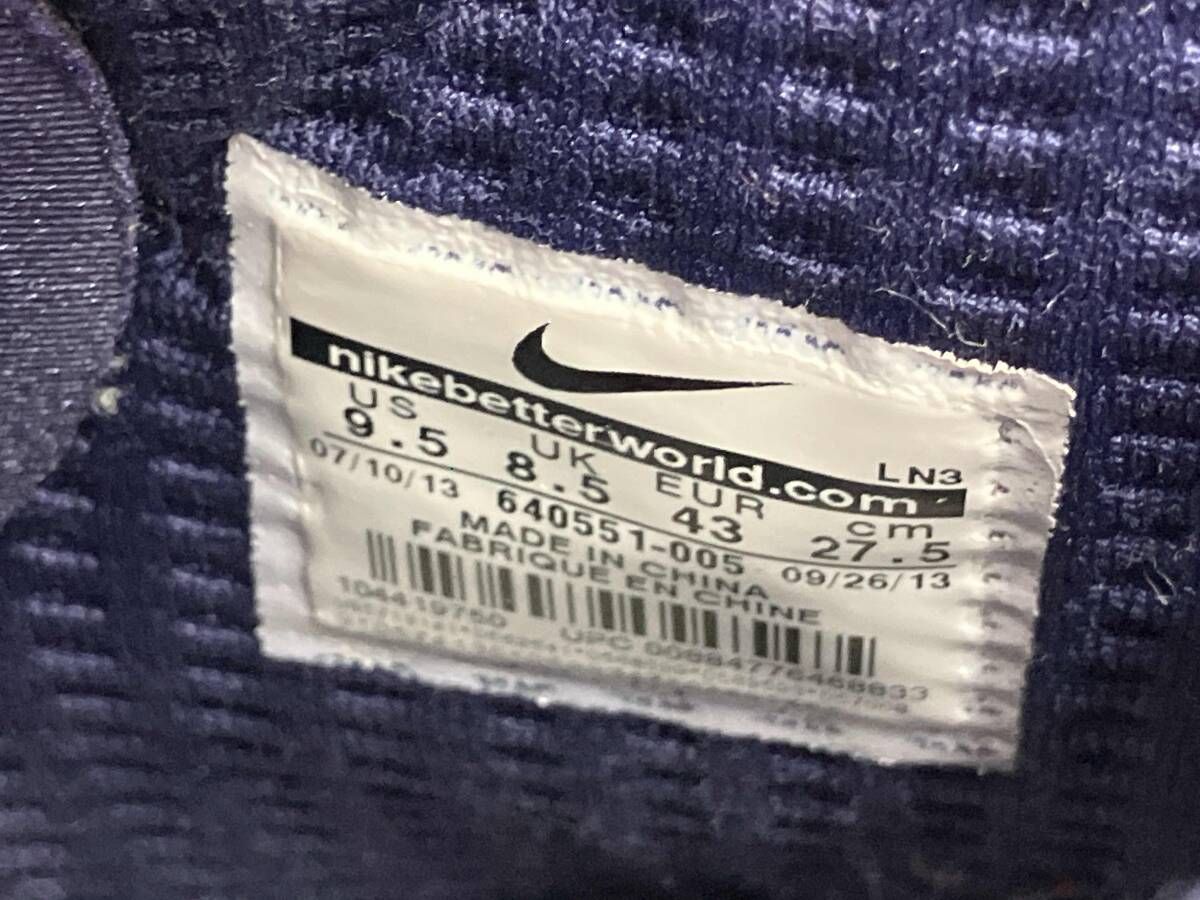 nikebetterworld.com
LN3
US UK EUR cm
9.5 8.5 43 27.5
07/10/13 640551-005 09/26/13
MADE IN CHINA
FABRIQUE EN CHINE
UPC